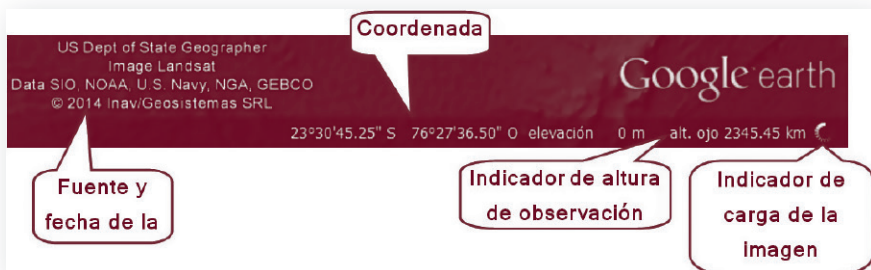 Coordenada
US Dept of State Geographer
Image Landsat
Data SIO, NOAA, U.S. Navy, NGA, GEBCO
© 2014 Inav/Geosistemas SRL
Google earth
23°30'45.25" S 76°27'36.50" O elevación 0 m alt. ojo 2345.45 km
Fuente y
fecha de la
Indicador de altura
de observación
Indicador de
carga de la
imagen